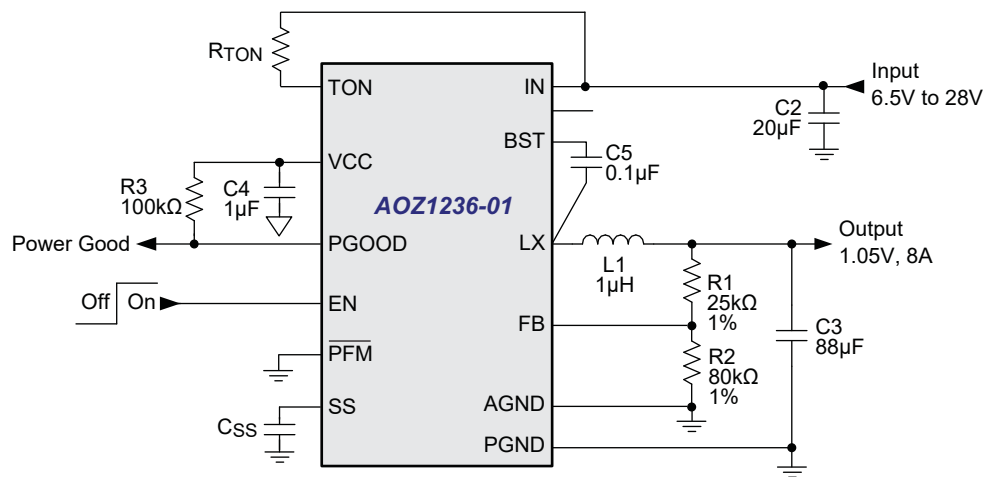 RTON
TON
IN
Input
6.5V to 28V
C2
20µF
BST
C5
0.1µF
VCC
R3
100kΩ
C4
1µF
AOZ1236-01
Power Good
PGOOD
LX
L1
1µH
Output
1.05V, 8A
R1
25kΩ
1%
Off
On
EN
FB
C3
88µF
PFM
R2
80kΩ
1%
SS
AGND
CSS
PGND